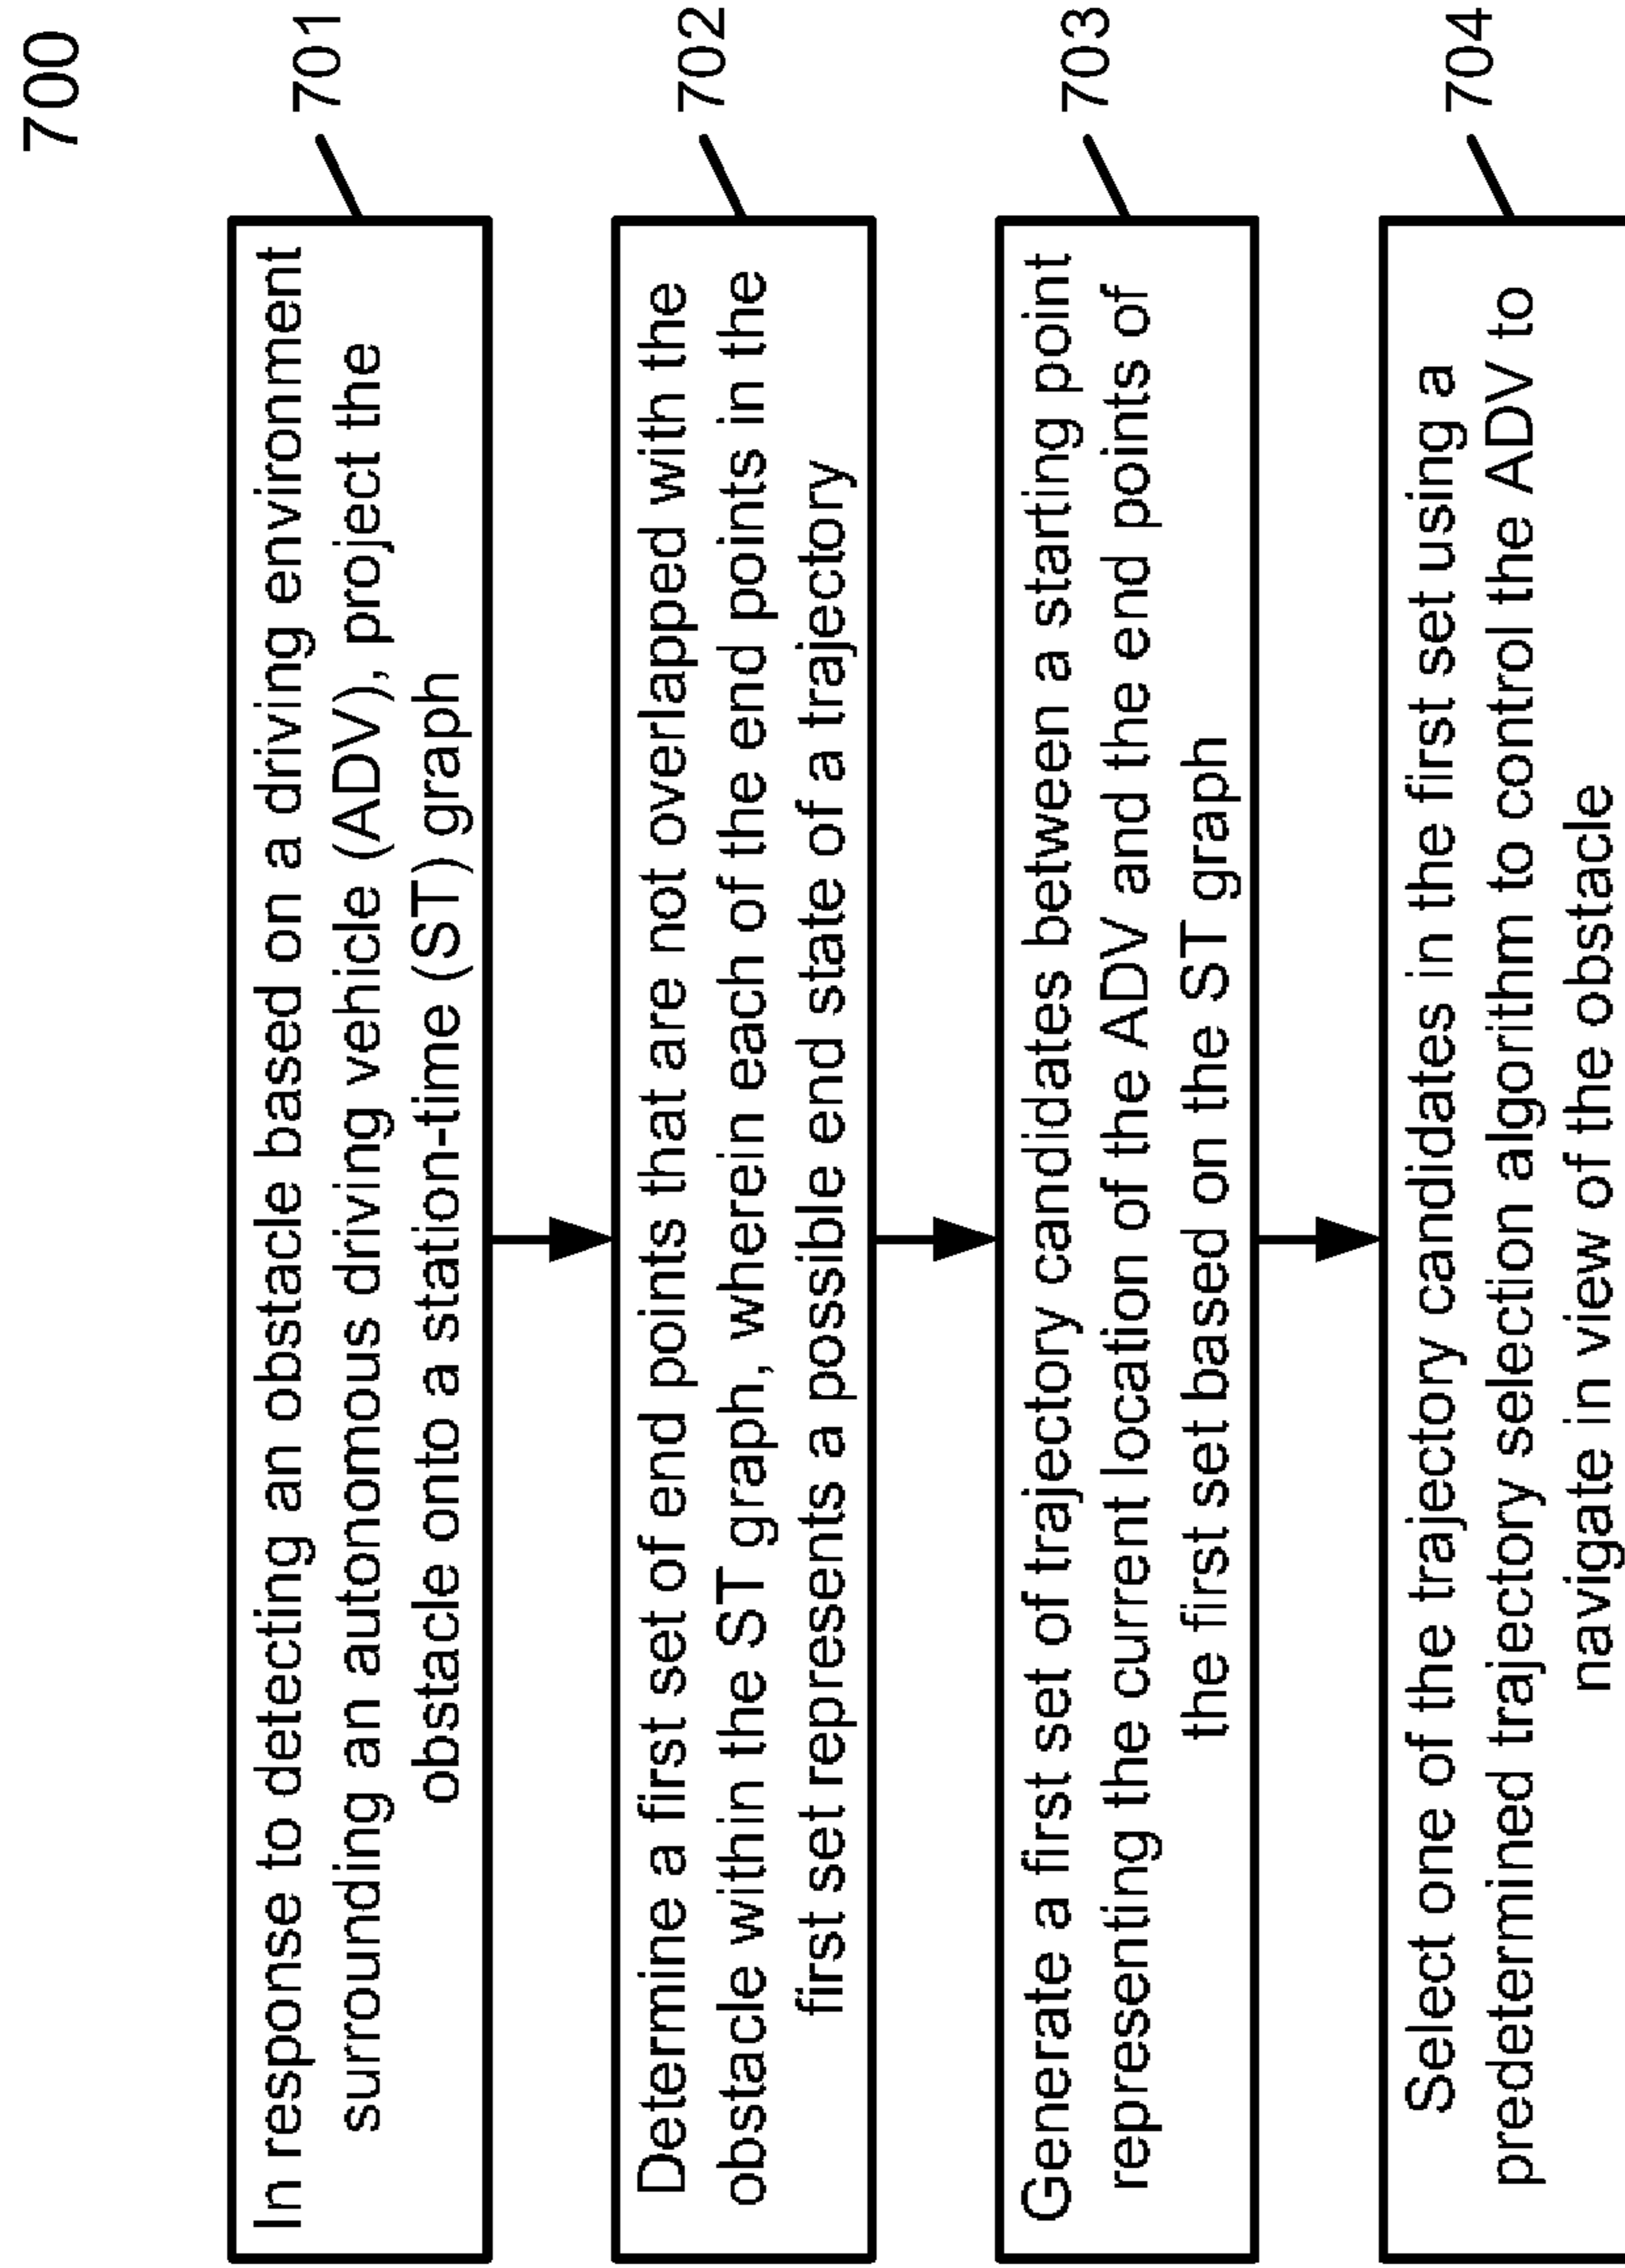 700
In response to detecting an obstacle based on a driving environment
surrounding an autonomous driving vehicle (ADV), project the
obstacle onto a station-time (ST) graph
701
Determine a first set of end points that are not overlapped with the
obstacle within the ST graph, wherein each of the end points in the
first set represents a possible end state of a trajectory
702
Generate a first set of trajectory candidates between a starting point
representing the current location of the ADV and the end points of
the first set based on the ST graph
703
Select one of the trajectory candidates in the first set using a
predetermined trajectory selection algorithm to control the ADV to
navigate in view of the obstacle
704